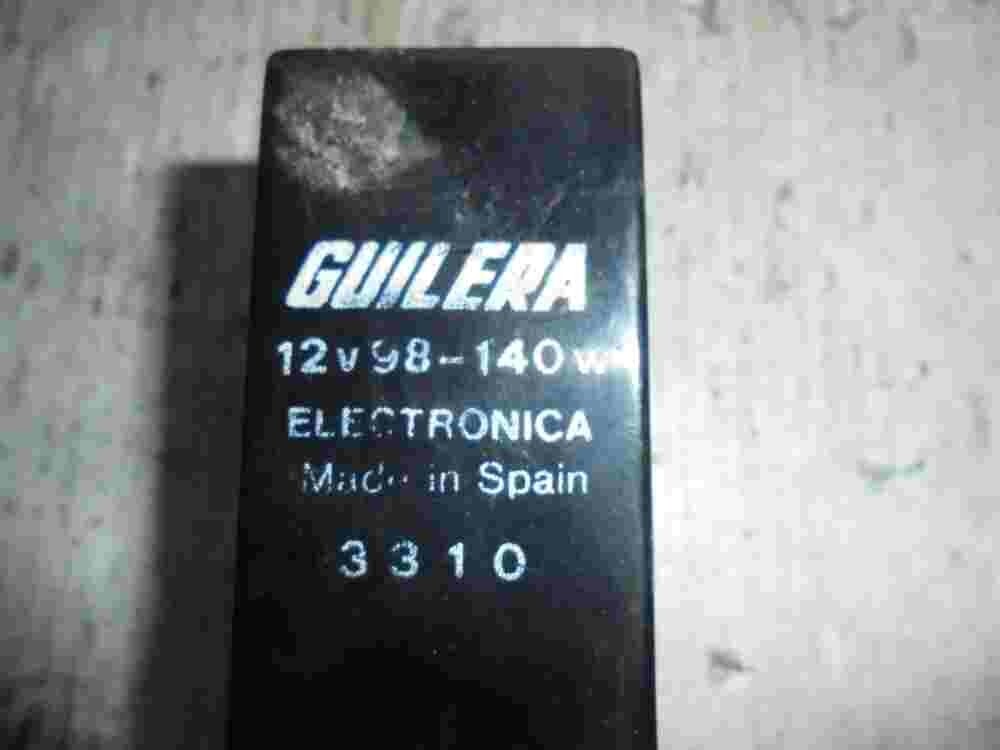 GUILERA
12v 98-140w
ELECTRONICA
Made in Spain
3310